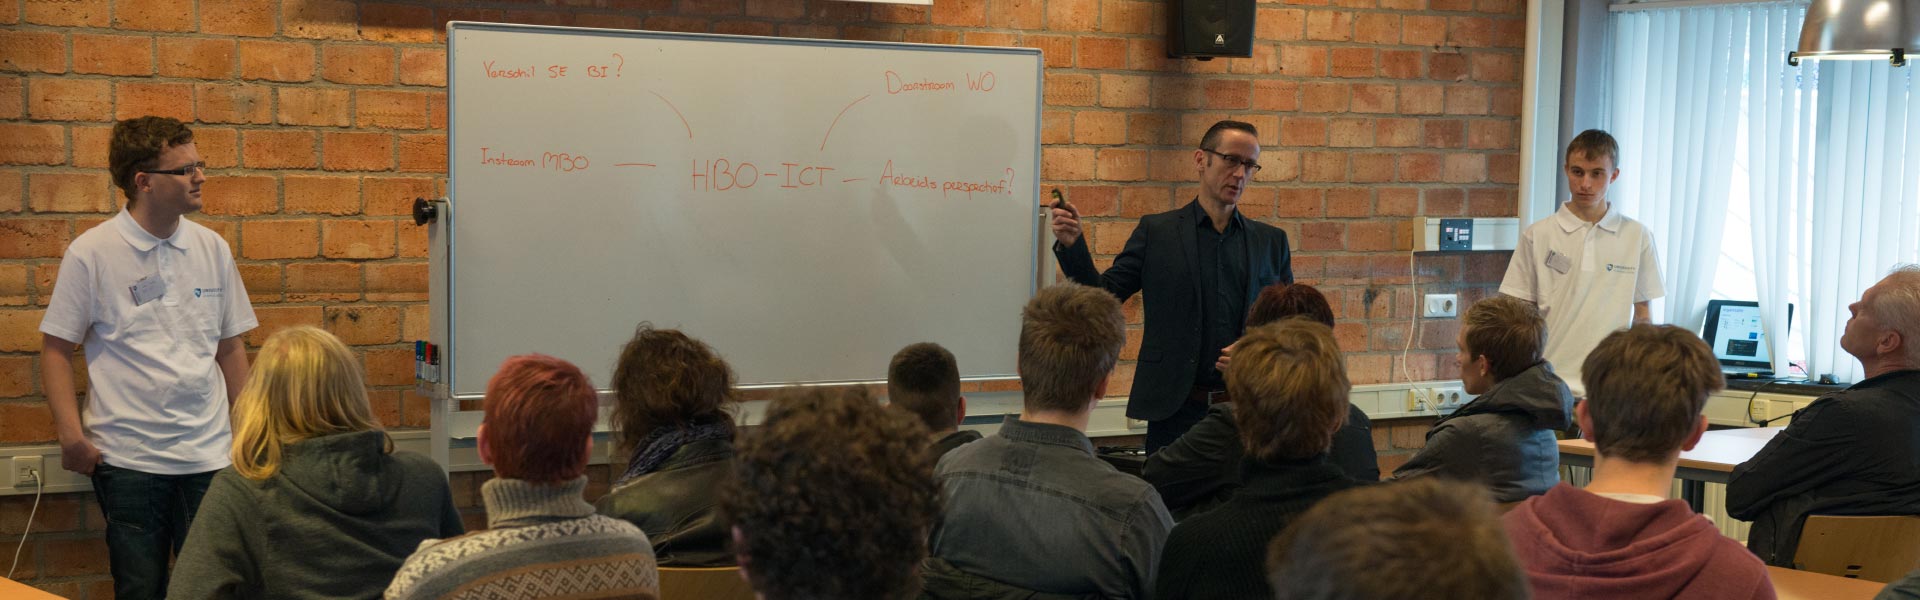 Verschil SE BI?
Doorstroom WO
Instroom MBO
HBO-ICT
Arbeids perspectief?